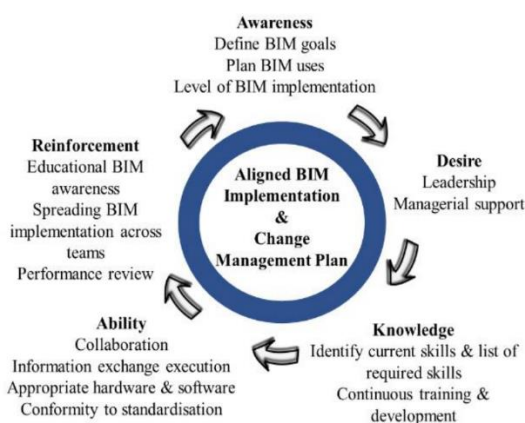 Awareness
Define BIM goals
Plan BIM uses
Level of BIM implementation
Desire
Leadership
Managerial support
Knowledge
Identify current skills & list of
required skills
Continuous training &
development
Ability
Collaboration
Information exchange execution
Appropriate hardware & software
Conformity to standardisation
Reinforcement
Educational BIM
awareness
Spreading BIM
implementation across
teams
Performance review
Aligned BIM
Implementation
&
Change
Management Plan